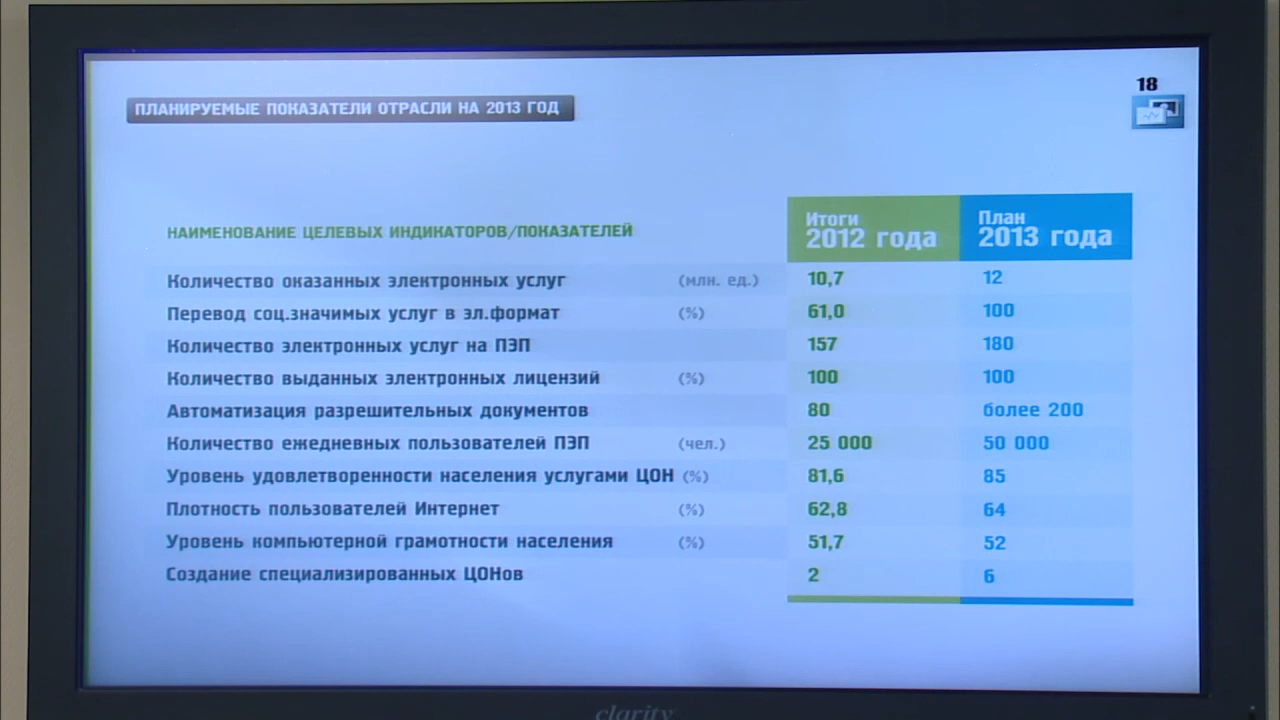 18
ПЛАНИРУЕМЫЕ ПОКАЗАТЕЛИ ОТРАСЛИ НА 2013 ГОД
НАИМЕНОВАНИЕ ЦЕЛЕВЫХ ИНДИКАТОРОВ/ПОКАЗАТЕЛЕЙ Итоги 2012 года План 2013 года
Количество оказанных электронных услуг (млн. ед.) 10,7 12
Перевод соц.значимых услуг в эл.формат (%) 61,0 100
Количество электронных услуг на ПЭП 157 180
Количество выданных электронных лицензий (%) 100 100
Автоматизация разрешительных документов 80 более 200
Количество ежедневных пользователей ПЭП (чел.) 25 000 50 000
Уровень удовлетворенности населения услугами ЦОН (%) 81,6 85
Плотность пользователей Интернет (%) 62,8 64
Уровень компьютерной грамотности населения (%) 51,7 52
Создание специализированных ЦОНов 2 6
clarity